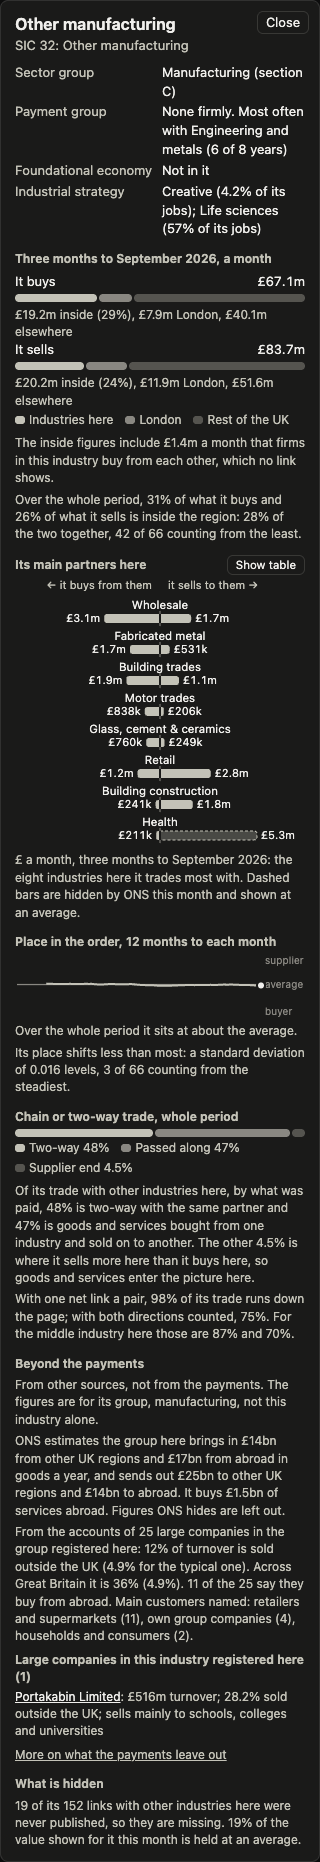 Other manufacturing
Close
SIC 32: Other manufacturing
Sector group
Manufacturing (section
C)
Payment group
None firmly. Most often
with Engineering and
metals (6 of 8 years)
Foundational economy
Not in it
Industrial strategy
Creative (4.2% of its
jobs); Life sciences
(57% of its jobs)
Three months to September 2026, a month
It buys
£67.1m
£19.2m inside (29%), £7.9m London, £40.1m
elsewhere
It sells
£83.7m
£20.2m inside (24%), £11.9m London, £51.6m
elsewhere
Industries here
London
Rest of the UK
The inside figures include £1.4m a month that firms
in this industry buy from each other, which no link
shows.
Over the whole period, 31% of what it buys and
26% of what it sells is inside the region: 28% of
the two together, 42 of 66 counting from the least.
Its main partners here
Show table
← it buys from them
it sells to them →
Wholesale
£3.1m
£1.7m
Fabricated metal
£1.7m
£531k
Building trades
£1.9m
£1.1m
Motor trades
£838k
£206k
Glass, cement & ceramics
£760k
£249k
Retail
£1.2m
£2.8m
Building construction
£241k
£1.8m
Health
£211k
£5.3m
£ a month, three months to September 2026: the
eight industries here it trades most with. Dashed
bars are hidden by ONS this month and shown at
an average.
Place in the order, 12 months to each month
supplier
average
buyer
Over the whole period it sits at about the average.
Its place shifts less than most: a standard deviation
of 0.016 levels, 3 of 66 counting from the
steadiest.
Chain or two-way trade, whole period
Two-way 48%
Passed along 47%
Supplier end 4.5%
Of its trade with other industries here, by what was
paid, 48% is two-way with the same partner and
47% is goods and services bought from one
industry and sold on to another. The other 4.5% is
where it sells more here than it buys here, so
goods and services enter the picture here.
With one net link a pair, 98% of its trade runs down
the page; with both directions counted, 75%. For
the middle industry here those are 87% and 70%.
Beyond the payments
From other sources, not from the payments. The
figures are for its group, manufacturing, not this
industry alone.
ONS estimates the group here brings in £14bn
from other UK regions and £17bn from abroad in
goods a year, and sends out £25bn to other UK
regions and £14bn to abroad. It buys £1.5bn of
services abroad. Figures ONS hides are left out.
From the accounts of 25 large companies in the
group registered here: 12% of turnover is sold
outside the UK (4.9% for the typical one). Across
Great Britain it is 36% (4.9%). 11 of the 25 say they
buy from abroad. Main customers named: retailers
and supermarkets (11), own group companies (4),
households and consumers (2).
Large companies in this industry registered here
(1)
Portakabin Limited: £516m turnover; 28.2% sold
outside the UK; sells mainly to schools, colleges
and universities
More on what the payments leave out
What is hidden
19 of its 152 links with other industries here were
never published, so they are missing. 19% of the
value shown for it this month is held at an average.